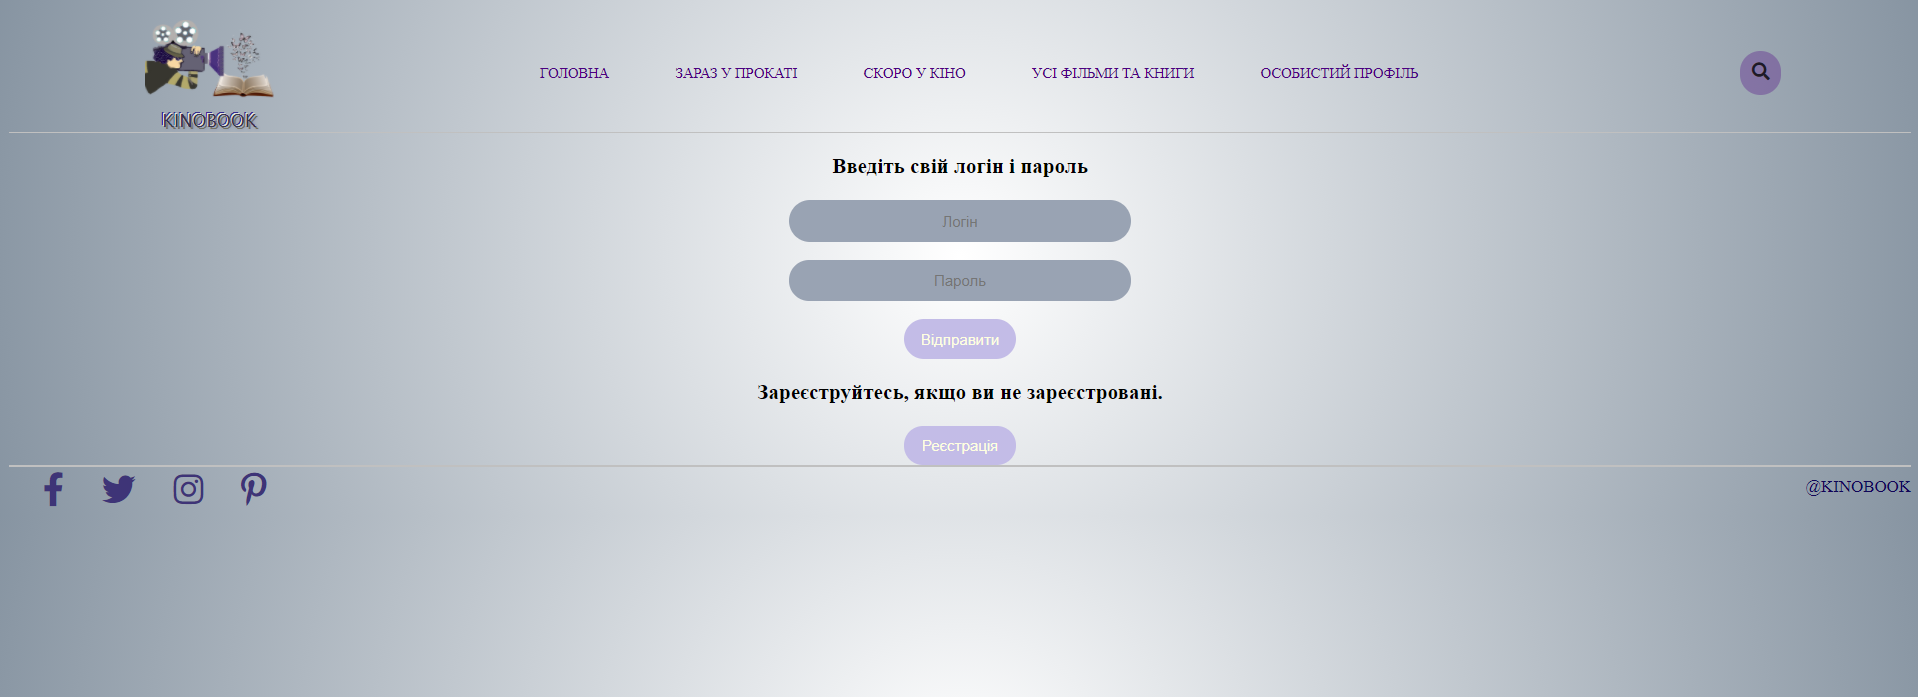 KINOBOOK
ГОЛОВНА ЗАРАЗ У ПРОКАТІ СКОРО У КІНО УСІ ФІЛЬМИ ТА КНИГИ ОСОБИСТИЙ ПРОФІЛЬ
Введіть свій логін і пароль
Логін
Пароль
Відправити
Зареєструйтесь, якщо ви не зареєстровані.
Реєстрація
@KINOBOOK